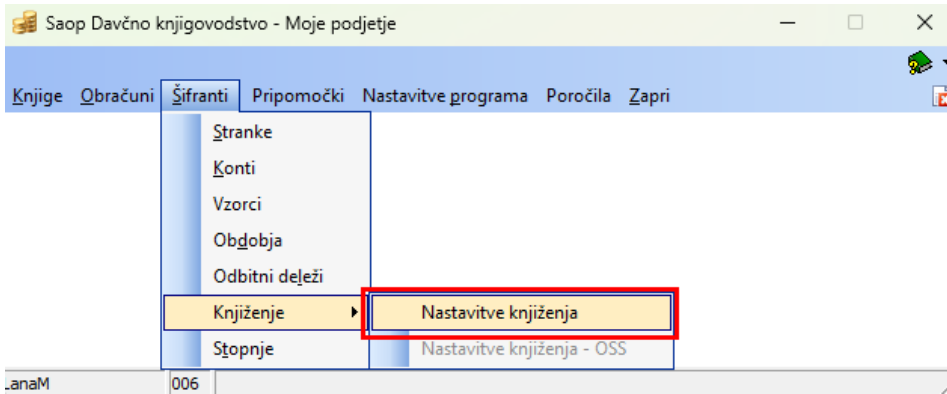 Saop Davčno knjigovodstvo - Moje podjetje
Knjige Obračuni Šifranti Pripomočki Nastavitve programa Poročila Zapri
Stranke
Konti
Vzorci
Obdobja
Odbitni deleži
Knjiženje Nastavitve knjiženja
Stopnje Nastavitve knjiženja - OSS
LanaM 006